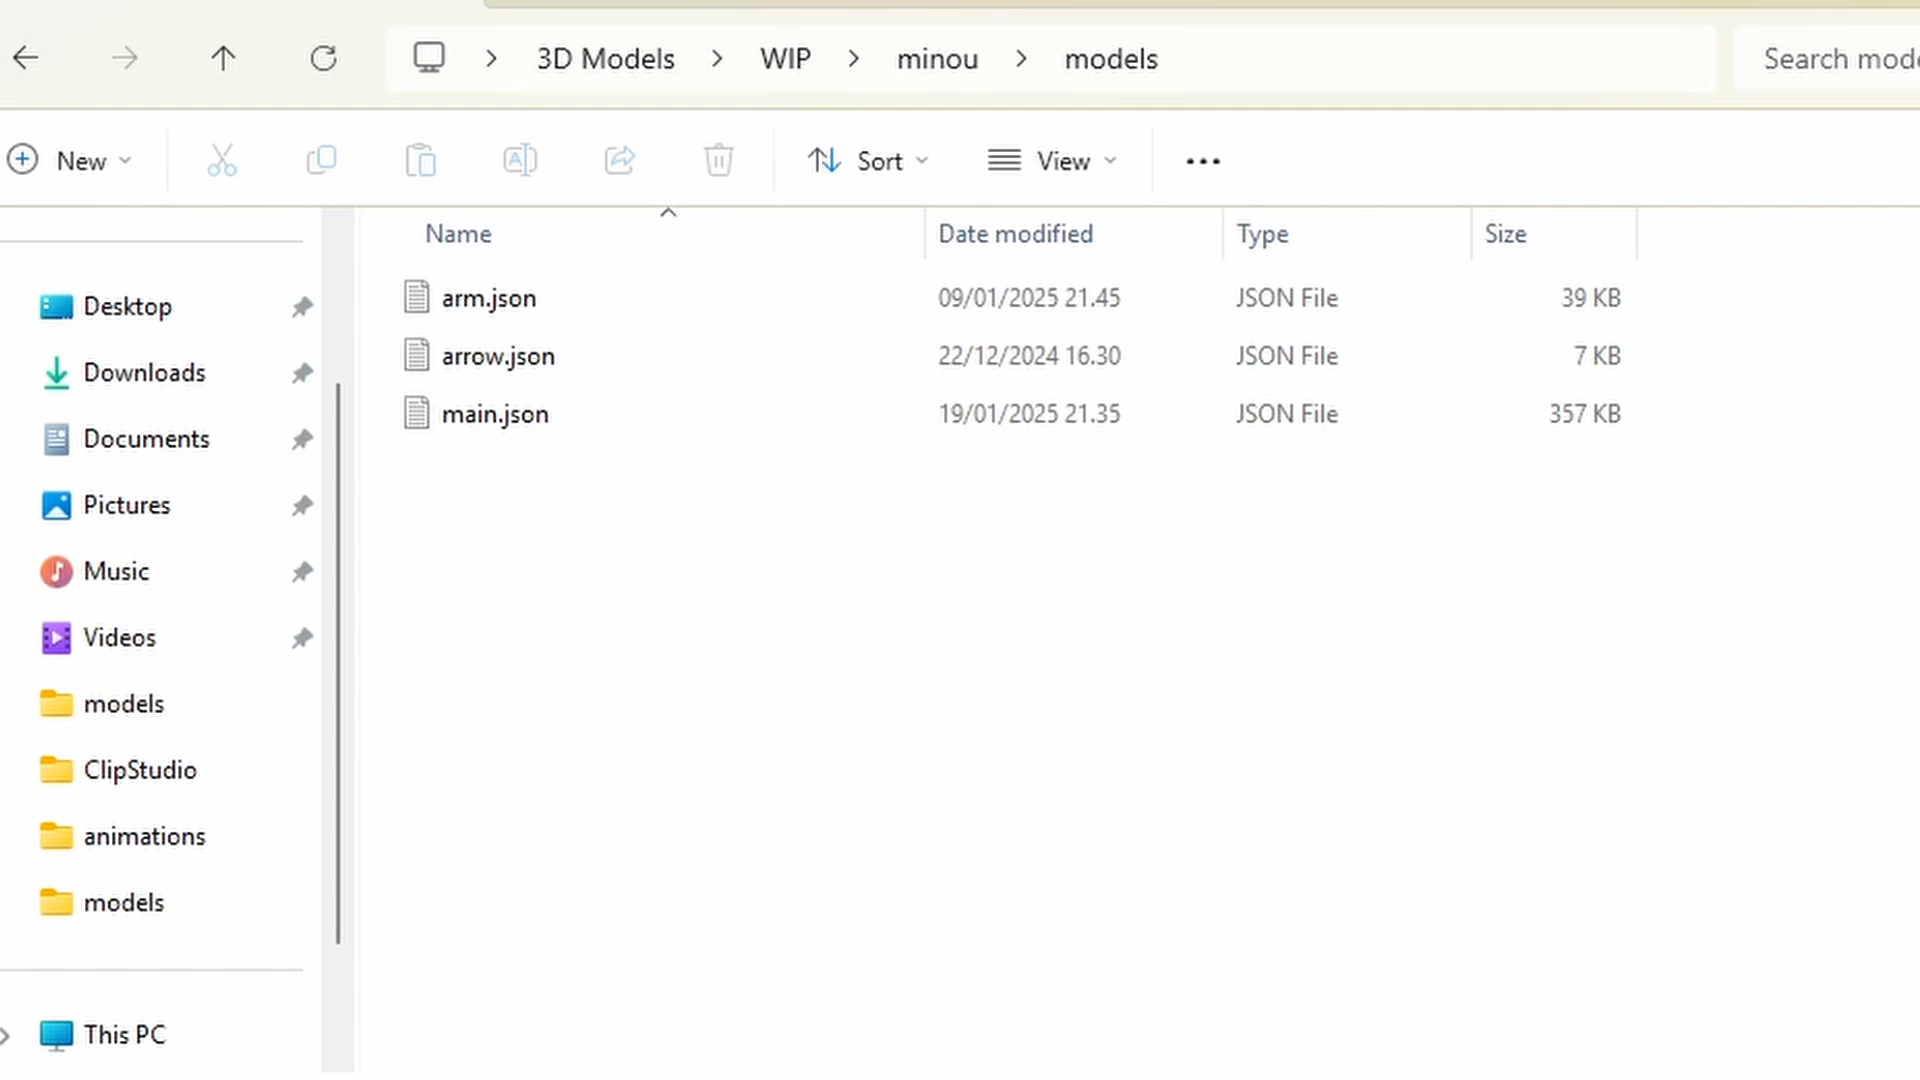 3D Models > WIP > minou > models
Search mode
New
Sort
View
Name
Date modified
Type
Size
arm.json 09/01/2025 21.45 JSON File 39 KB
arrow.json 22/12/2024 16.30 JSON File 7 KB
main.json 19/01/2025 21.35 JSON File 357 KB
Desktop
Downloads
Documents
Pictures
Music
Videos
models
ClipStudio
animations
models
This PC